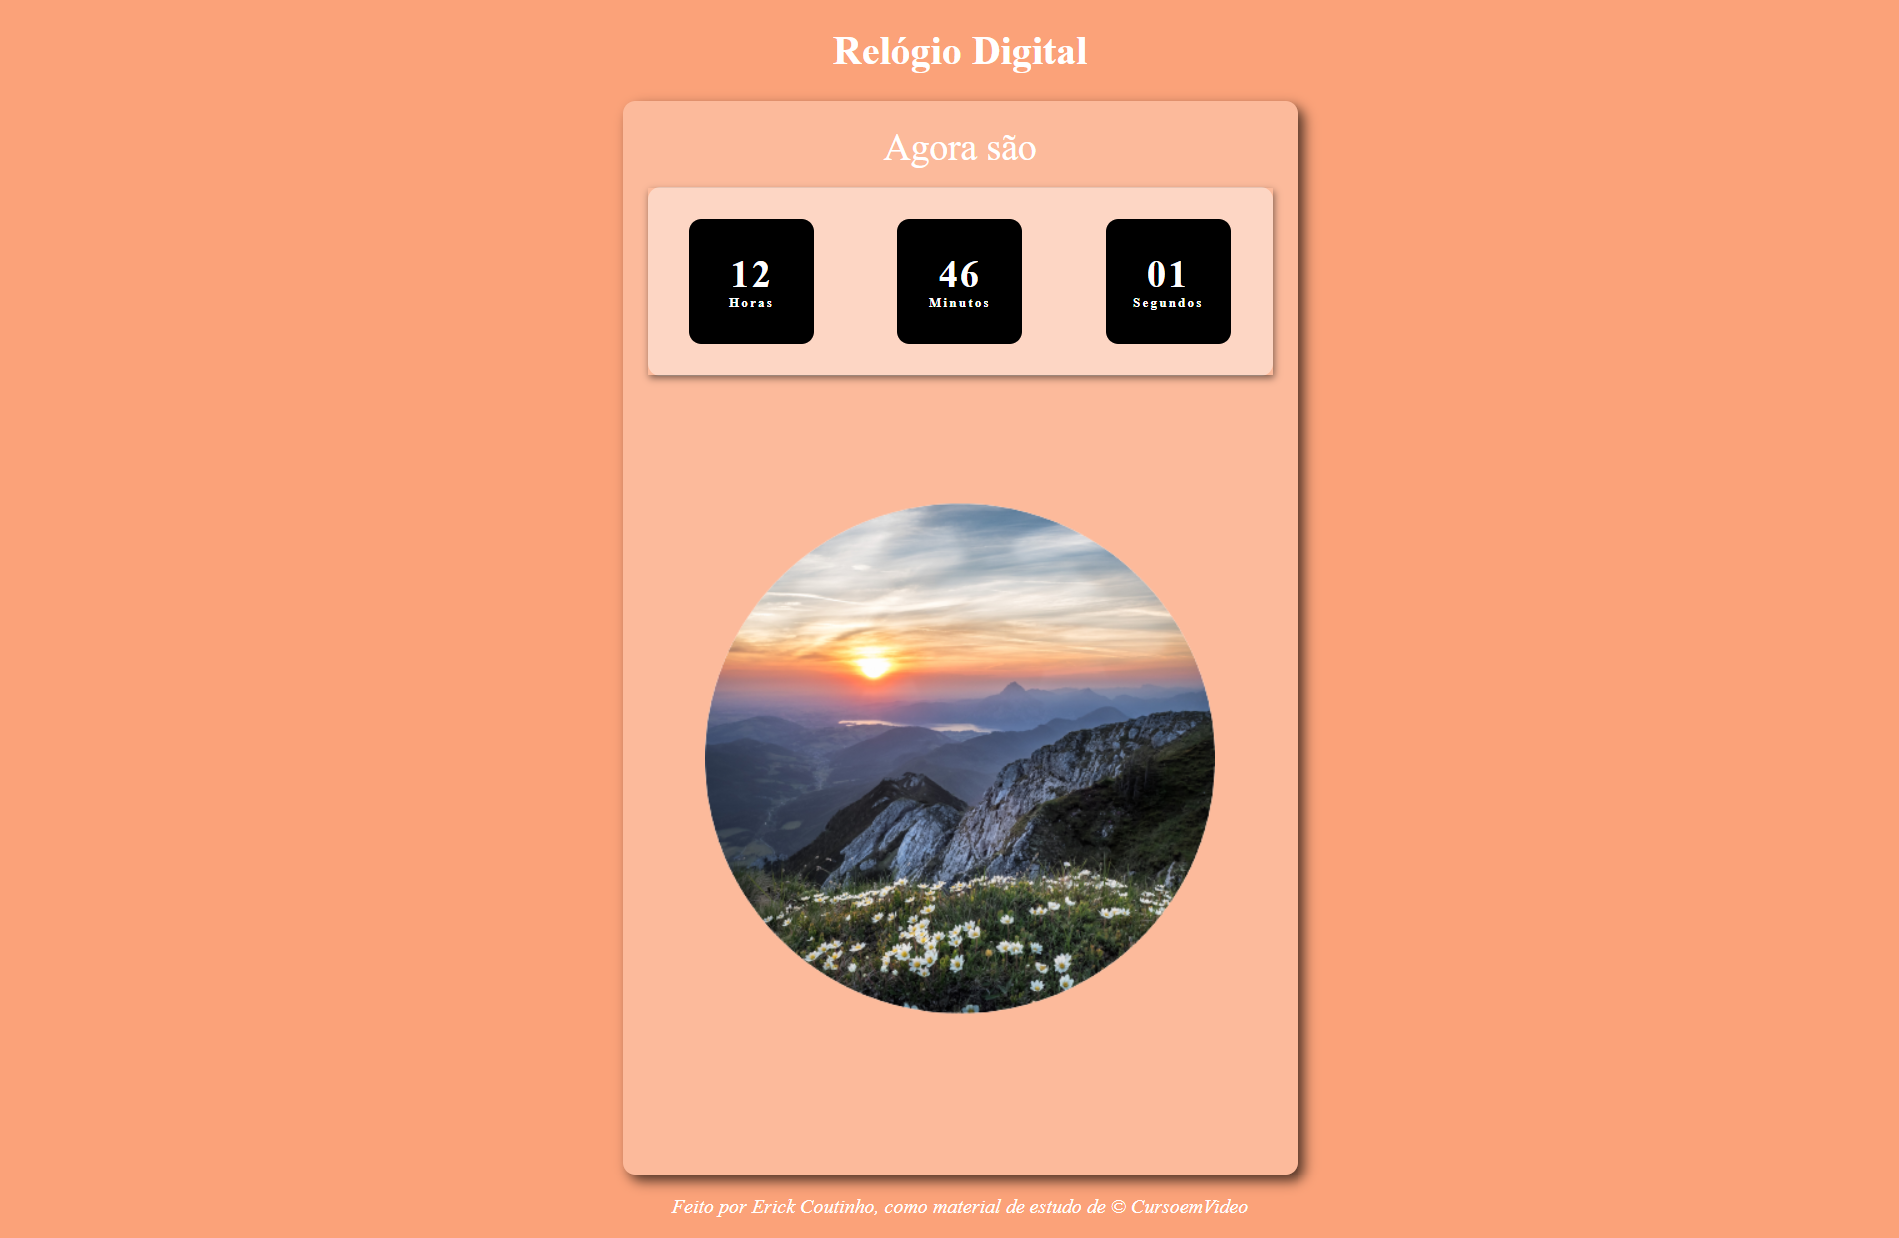 Relógio Digital
Agora são
12
Horas
46
Minutos
01
Segundos
Feito por Erick Coutinho, como material de estudo de © CursoemVideo